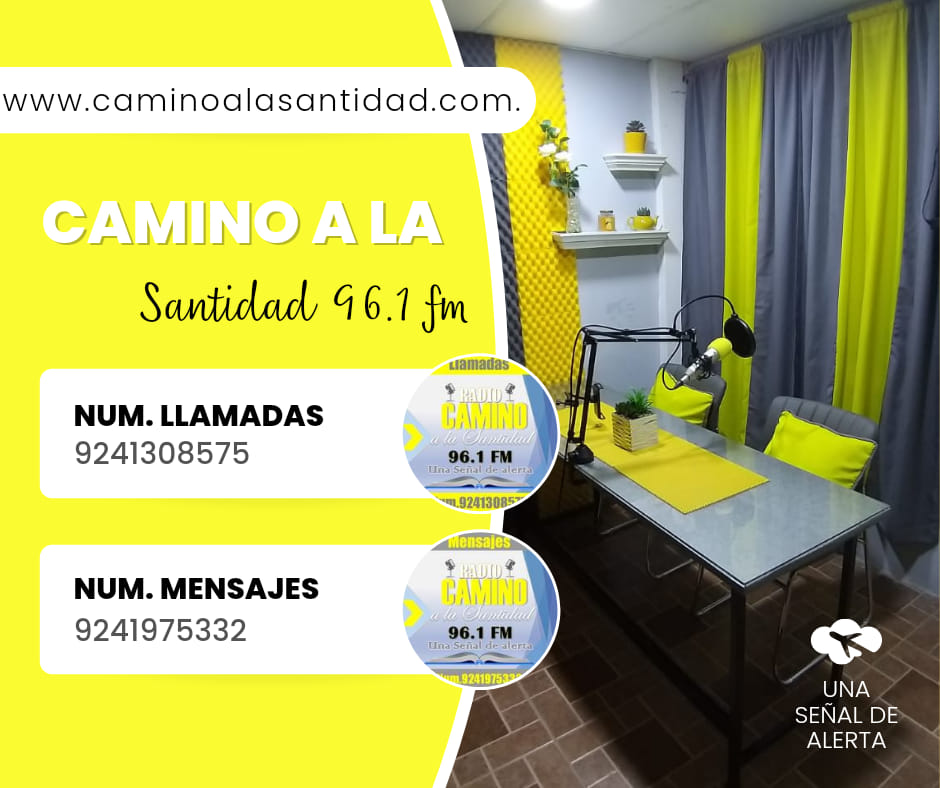 www.caminoalasantidad.com.
CAMINO A LA
Santidad 96.1 fm
NUM. LLAMADAS
9241308575
Llamadas
RADIO
CAMINO
a la Santidad
96.1 FM
Una Señal de alerta
NUM. MENSAJES
9241975332
Mensajes
RADIO
CAMINO
a la Santidad
96.1 FM
Una Señal de alerta
UNA
SEÑAL DE
ALERTA